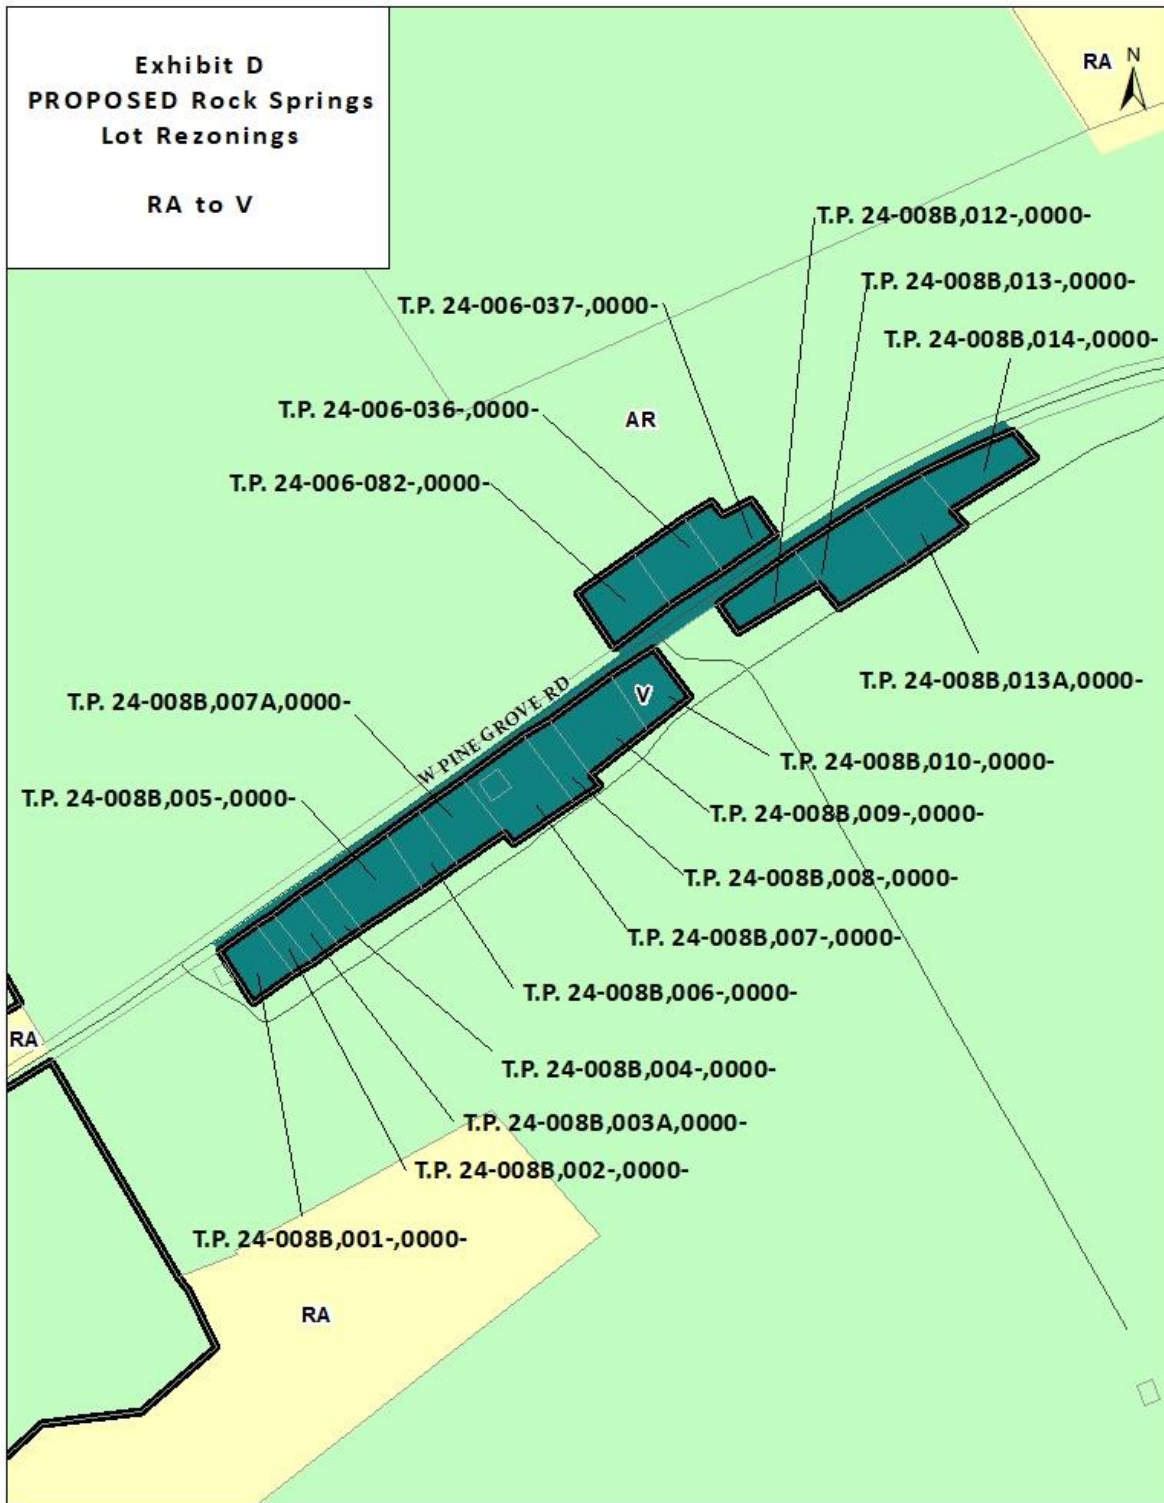 Exhibit D
PROPOSED Rock Springs
Lot Rezonings
RA to V
RA
N
T.P. 24-008B,012-,0000-
T.P. 24-008B,013-,0000-
T.P. 24-006-037-,0000-
T.P. 24-008B,014-,0000-
T.P. 24-006-036-,0000-
AR
T.P. 24-006-082-,0000-
T.P. 24-008B,013A,0000-
V
W PINE GROVE RD
T.P. 24-008B,007A,0000-
T.P. 24-008B,010-,0000-
T.P. 24-008B,005-,0000-
T.P. 24-008B,009-,0000-
T.P. 24-008B,008-,0000-
T.P. 24-008B,007-,0000-
T.P. 24-008B,006-,0000-
RA
T.P. 24-008B,004-,0000-
T.P. 24-008B,003A,0000-
T.P. 24-008B,002-,0000-
T.P. 24-008B,001-,0000-
RA